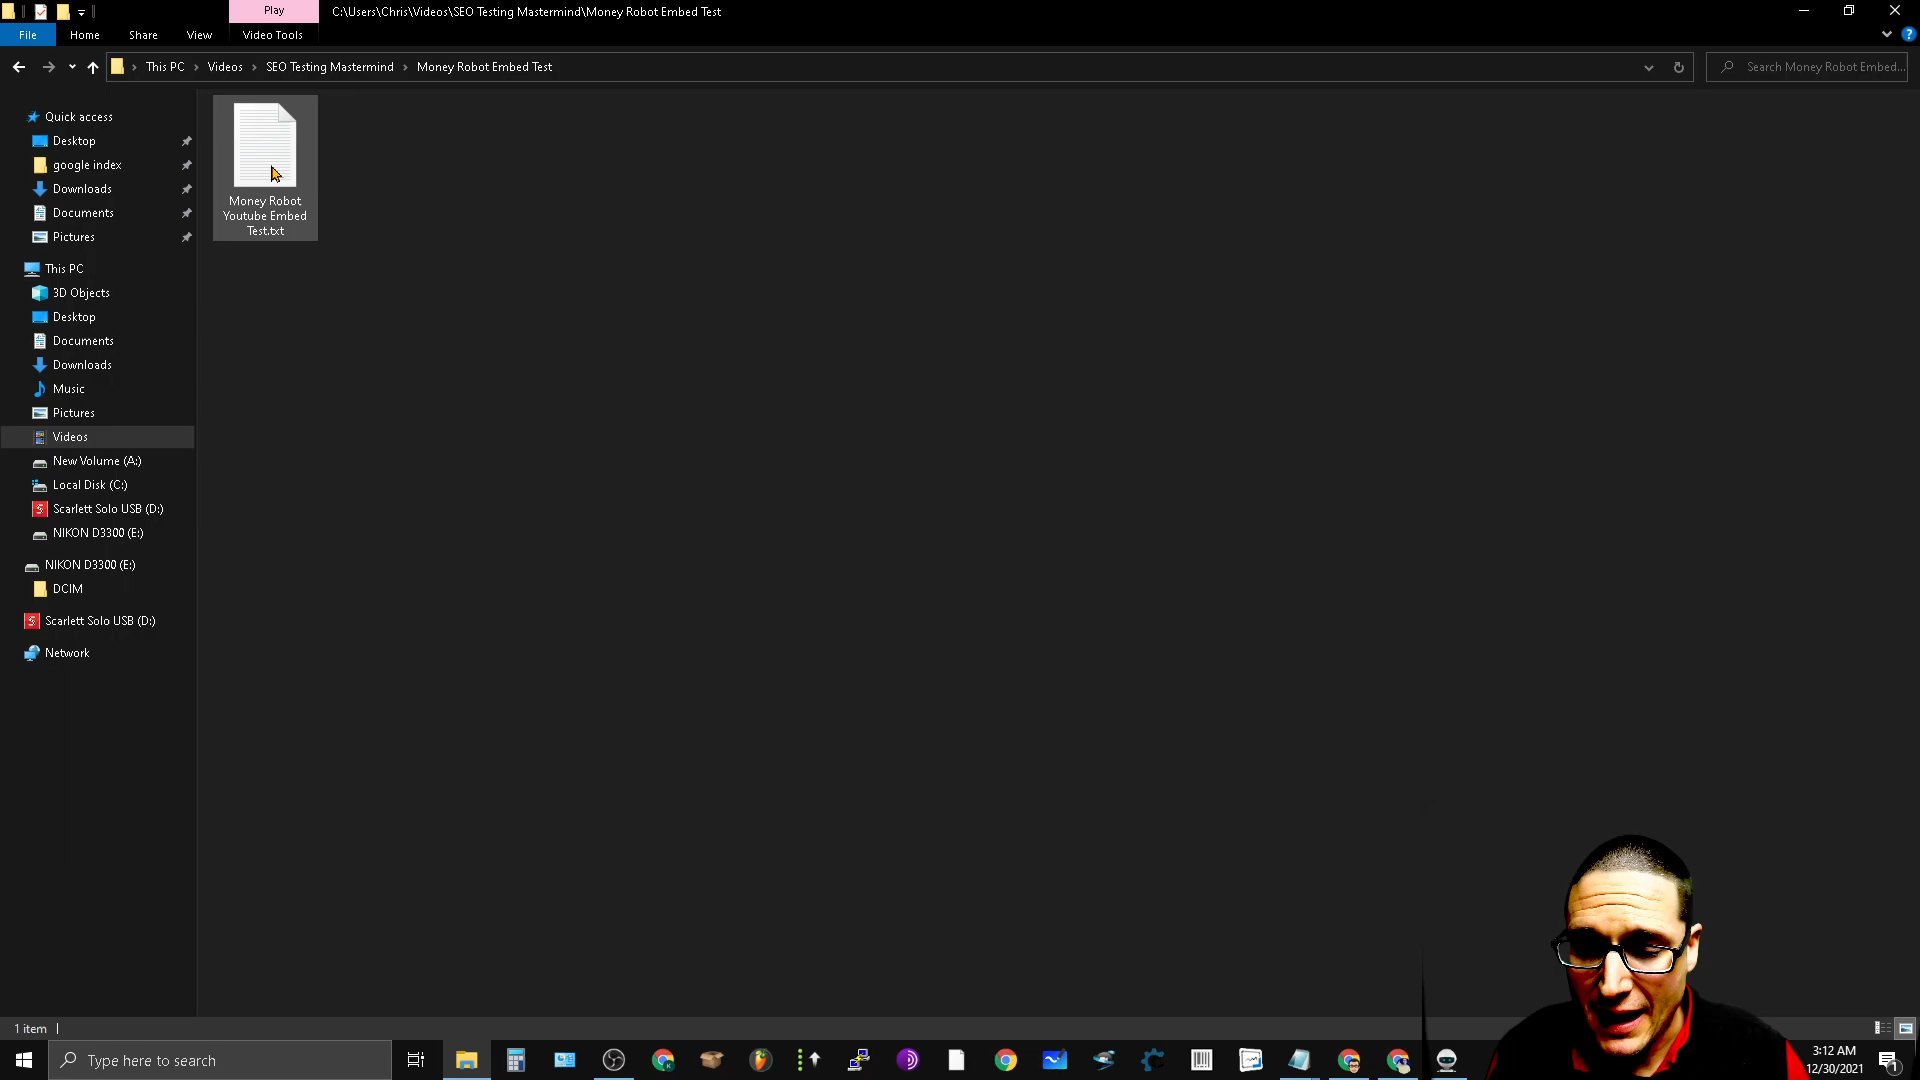 Play
C:\Users\Chris\Videos\SEO Testing Mastermind\Money Robot Embed Test
File
Home
Share
View
Video Tools
This PC
Videos
SEO Testing Mastermind
Money Robot Embed Test
Search Money Robot Embed...
Quick access
Desktop
google index
Downloads
Documents
Pictures
This PC
3D Objects
Desktop
Documents
Downloads
Music
Pictures
Videos
New Volume (A:)
Local Disk (C:)
Scarlett Solo USB (D:)
NIKON D3300 (E:)
NIKON D3300 (E:)
DCIM
Scarlett Solo USB (D:)
Network
Money Robot
Youtube Embed
Test.txt
1 item
Type here to search
3:12 AM
12/30/2021